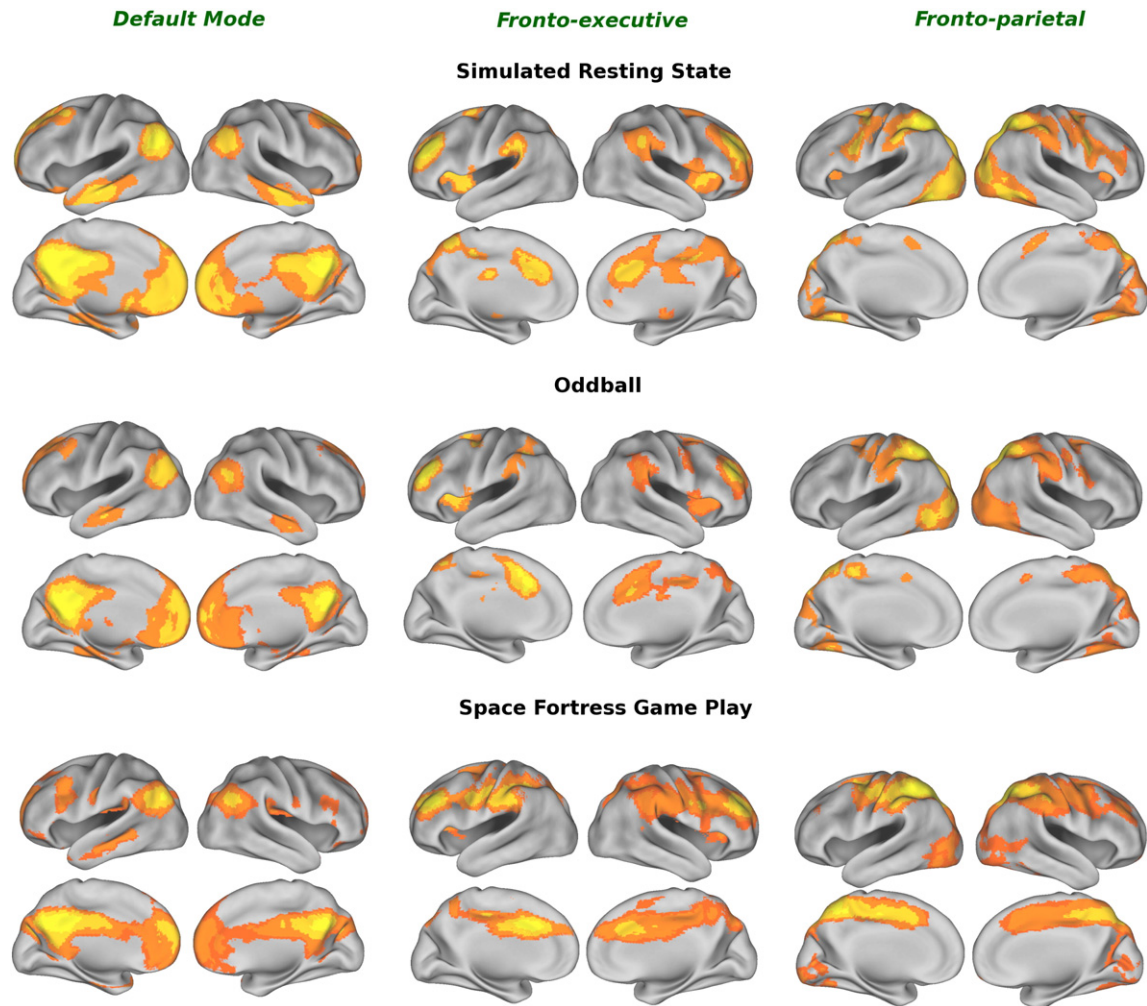 Default Mode
Fronto-executive
Fronto-parietal
Simulated Resting State
Oddball
Space Fortress Game Play